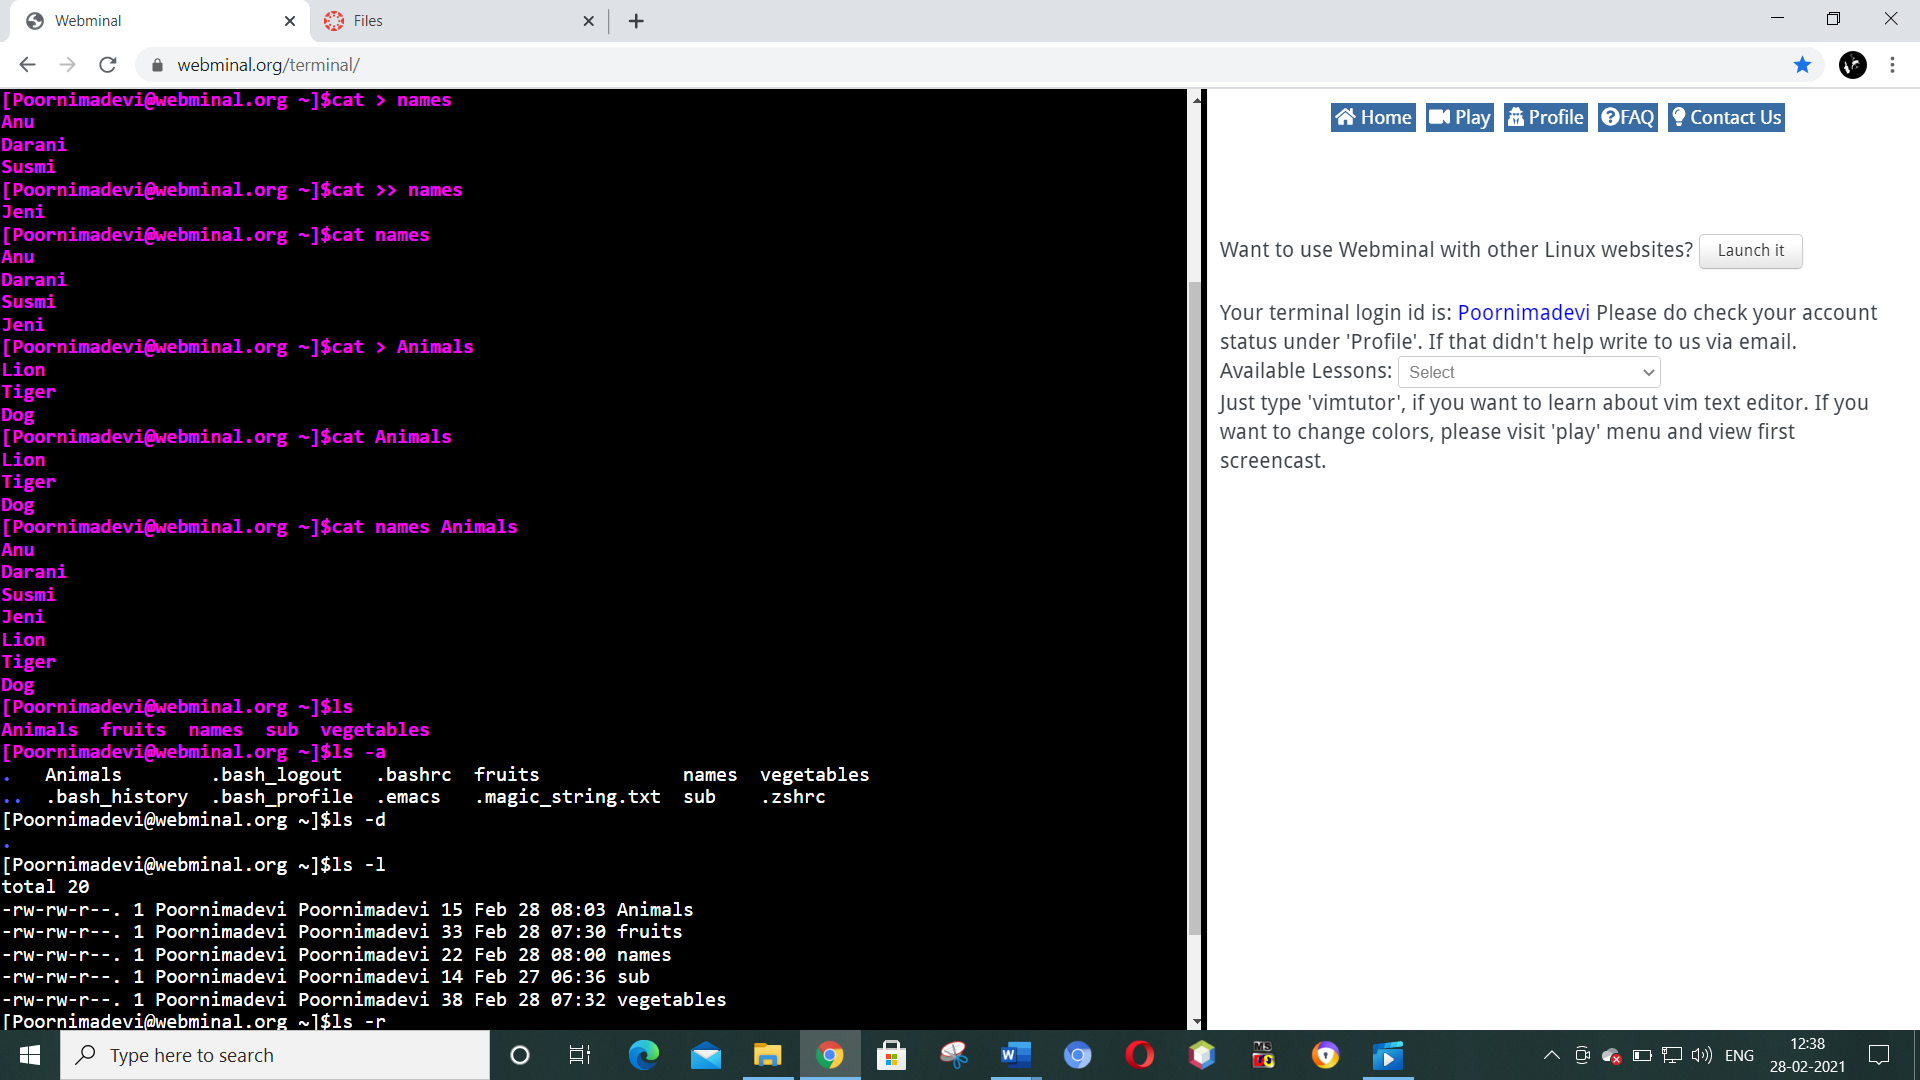 Webminal
Files
webminal.org/terminal/
[Poornimadevi@webminal.org ~]$cat > names
Anu
Darani
Susmi
[Poornimadevi@webminal.org ~]$cat >> names
Jeni
[Poornimadevi@webminal.org ~]$cat names
Anu
Darani
Susmi
Jeni
[Poornimadevi@webminal.org ~]$cat > Animals
Lion
Tiger
Dog
[Poornimadevi@webminal.org ~]$cat Animals
Lion
Tiger
Dog
[Poornimadevi@webminal.org ~]$cat names Animals
Anu
Darani
Susmi
Jeni
Lion
Tiger
Dog
[Poornimadevi@webminal.org ~]$ls
Animals  fruits  names  sub  vegetables
[Poornimadevi@webminal.org ~]$ls -a
.   Animals        .bash_logout   .bashrc  fruits             names  vegetables
..  .bash_history  .bash_profile  .emacs   .magic_string.txt  sub    .zshrc
[Poornimadevi@webminal.org ~]$ls -d
.
[Poornimadevi@webminal.org ~]$ls -l
total 20
-rw-rw-r--. 1 Poornimadevi Poornimadevi 15 Feb 28 08:03 Animals
-rw-rw-r--. 1 Poornimadevi Poornimadevi 33 Feb 28 07:30 fruits
-rw-rw-r--. 1 Poornimadevi Poornimadevi 22 Feb 28 08:00 names
-rw-rw-r--. 1 Poornimadevi Poornimadevi 14 Feb 27 06:36 sub
-rw-rw-r--. 1 Poornimadevi Poornimadevi 38 Feb 28 07:32 vegetables
[Poornimadevi@webminal.org ~]$ls -r
Home Play Profile FAQ Contact Us
Want to use Webminal with other Linux websites? Launch it
Your terminal login id is: Poornimadevi Please do check your account
status under 'Profile'. If that didn't help write to us via email.
Available Lessons: Select
Just type 'vimtutor', if you want to learn about vim text editor. If you
want to change colors, please visit 'play' menu and view first
screencast.
Type here to search
ENG
12:38
28-02-2021